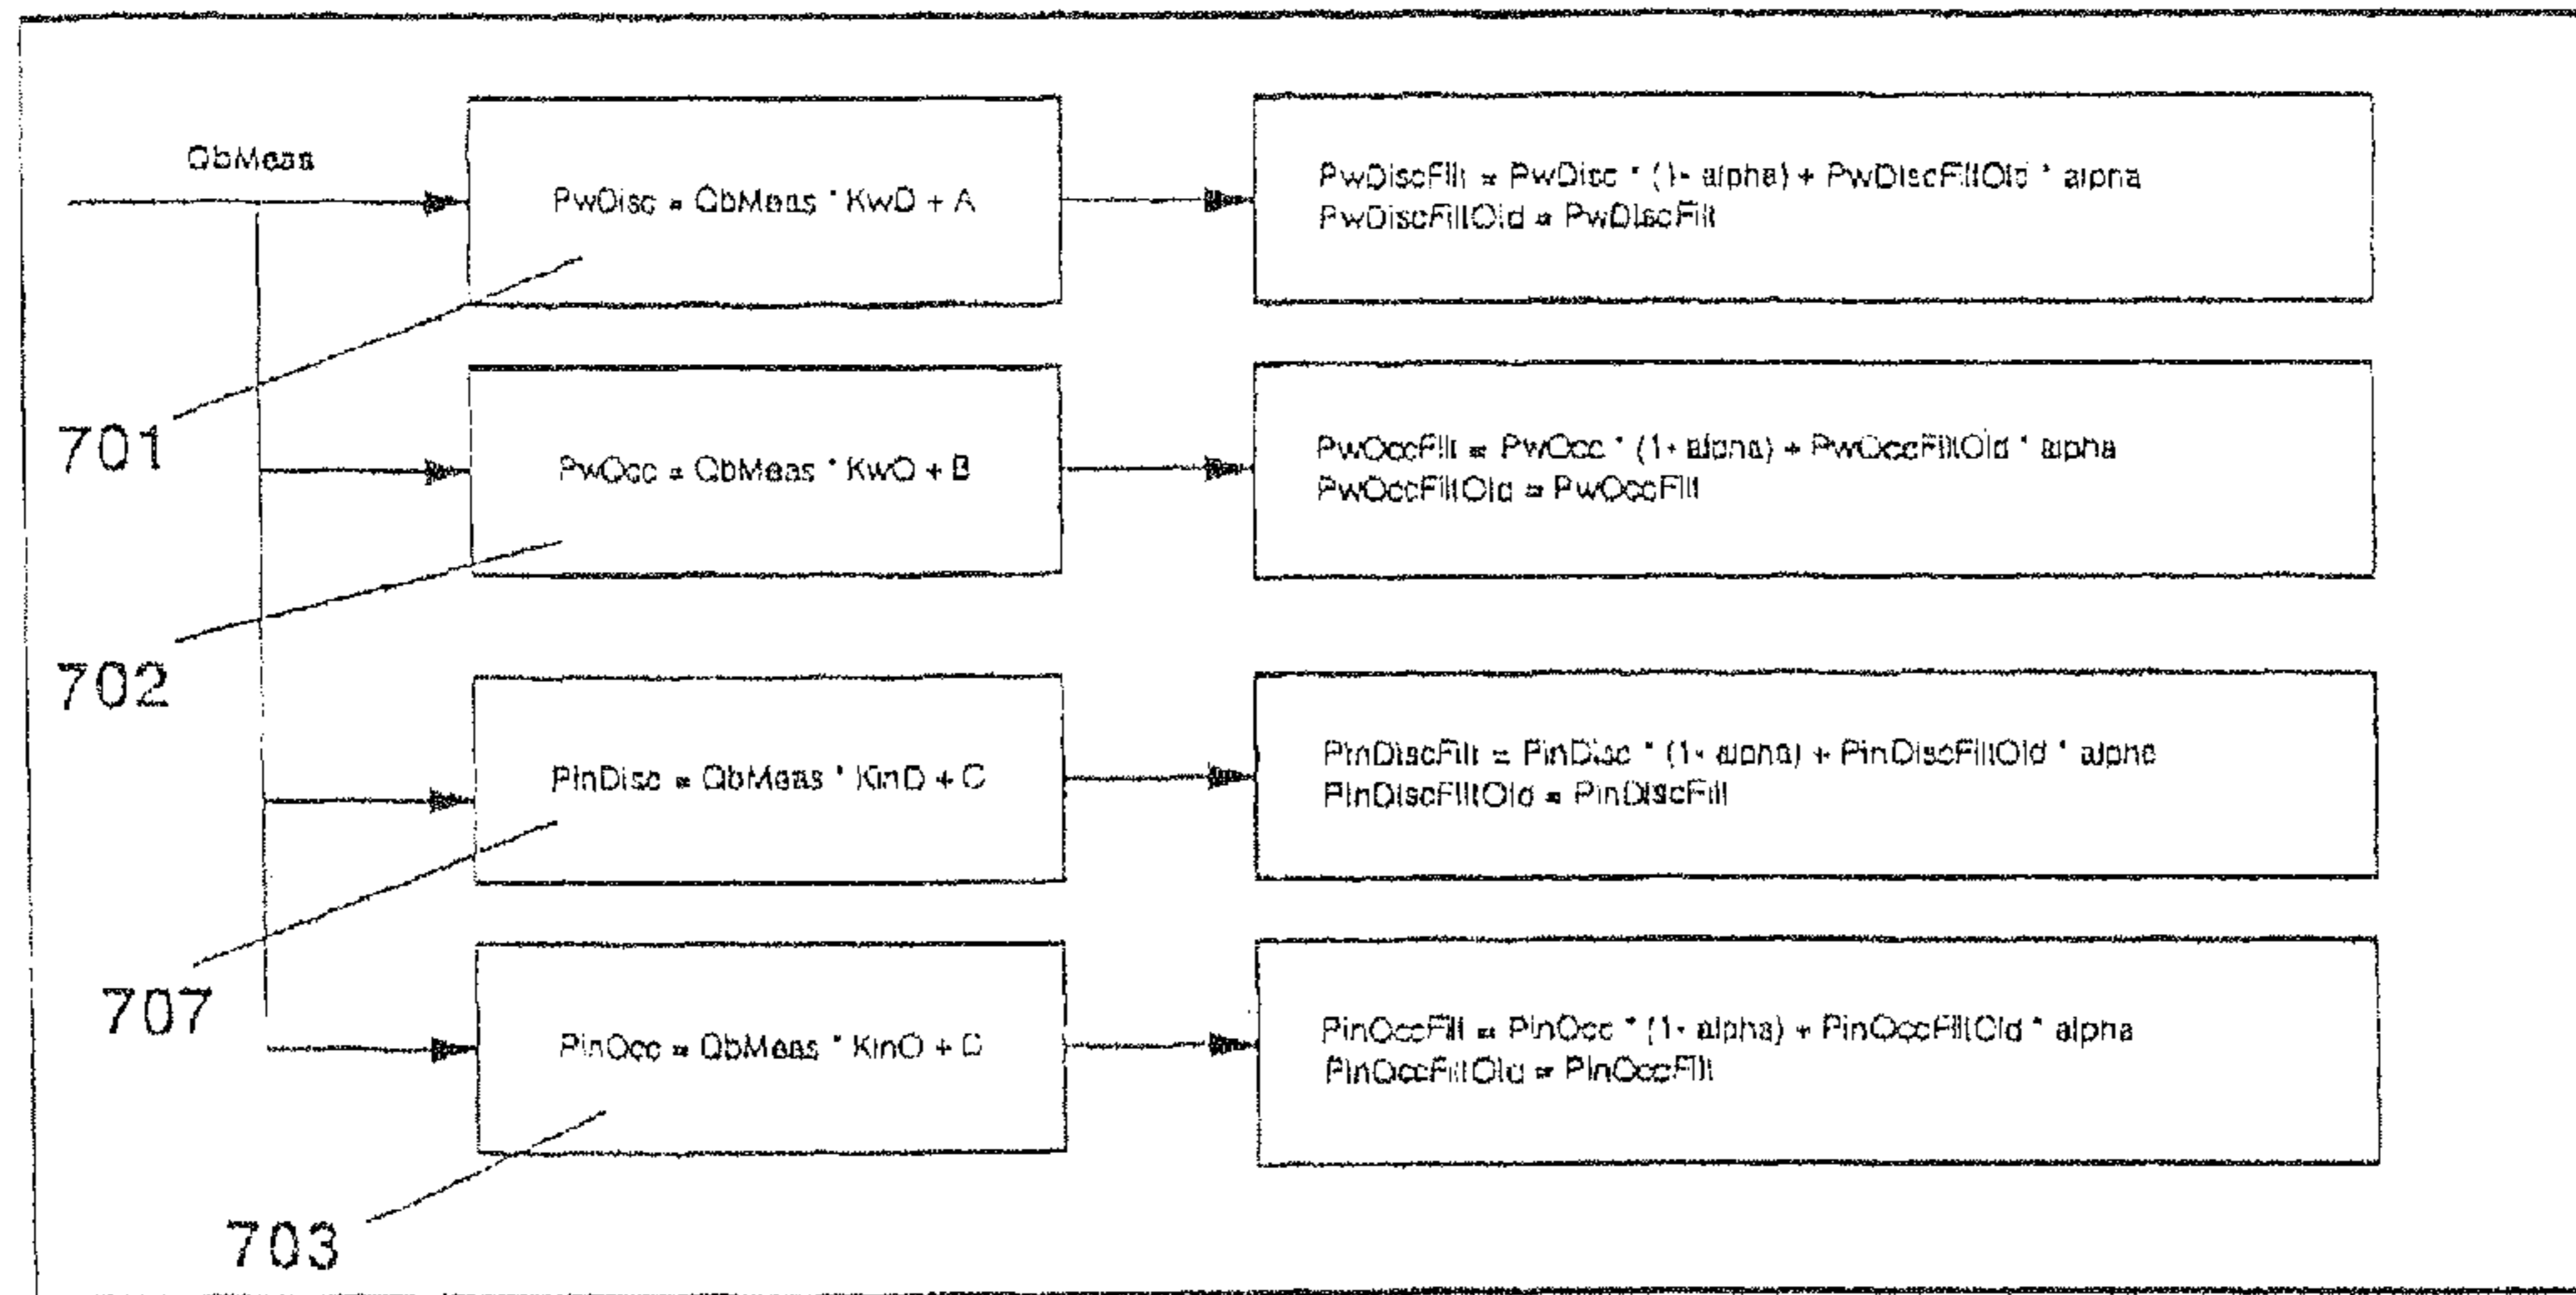 QbMeas
PwDisc = QbMeas * KwD + A
PwDiscFilt = PwDisc * (1- alpha) + PwDiscFiltOld * alpha
PwDiscFiltOld = PwDiscFilt
701
PwOcc = QbMeas * KwO + B
PwOccFilt = PwOcc * (1- alpha) + PwOccFiltOld * alpha
PwOccFiltOld = PwOccFilt
702
PinDisc = QbMeas * KinD + C
PinDiscFilt = PinDisc * (1- alpha) + PinDiscFiltOld * alpha
PinDiscFiltOld = PinDiscFilt
707
PinOcc = QbMeas * KinO + D
PinOccFilt = PinOcc * (1- alpha) + PinOccFiltOld * alpha
PinOccFiltOld = PinOccFilt
703